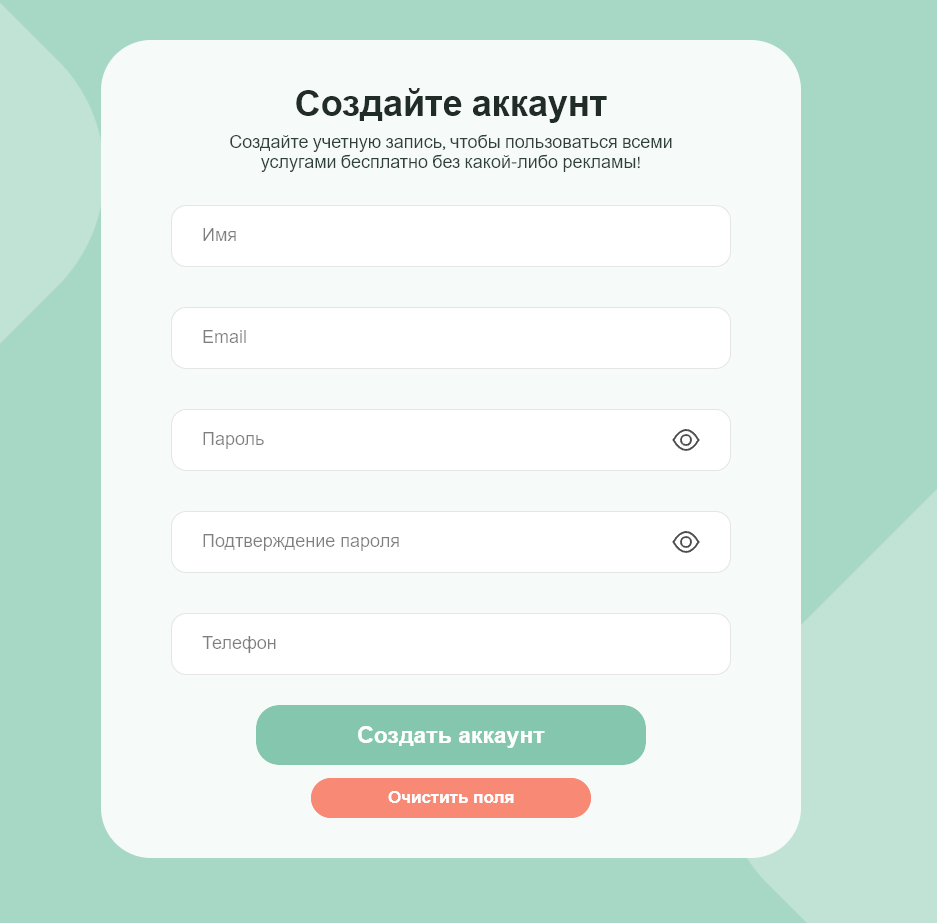 Создайте аккаунт
Создайте учетную запись, чтобы пользоваться всеми
услугами бесплатно без какой-либо рекламы!
Имя
Email
Пароль
Подтверждение пароля
Телефон
Создать аккаунт
Очистить поля